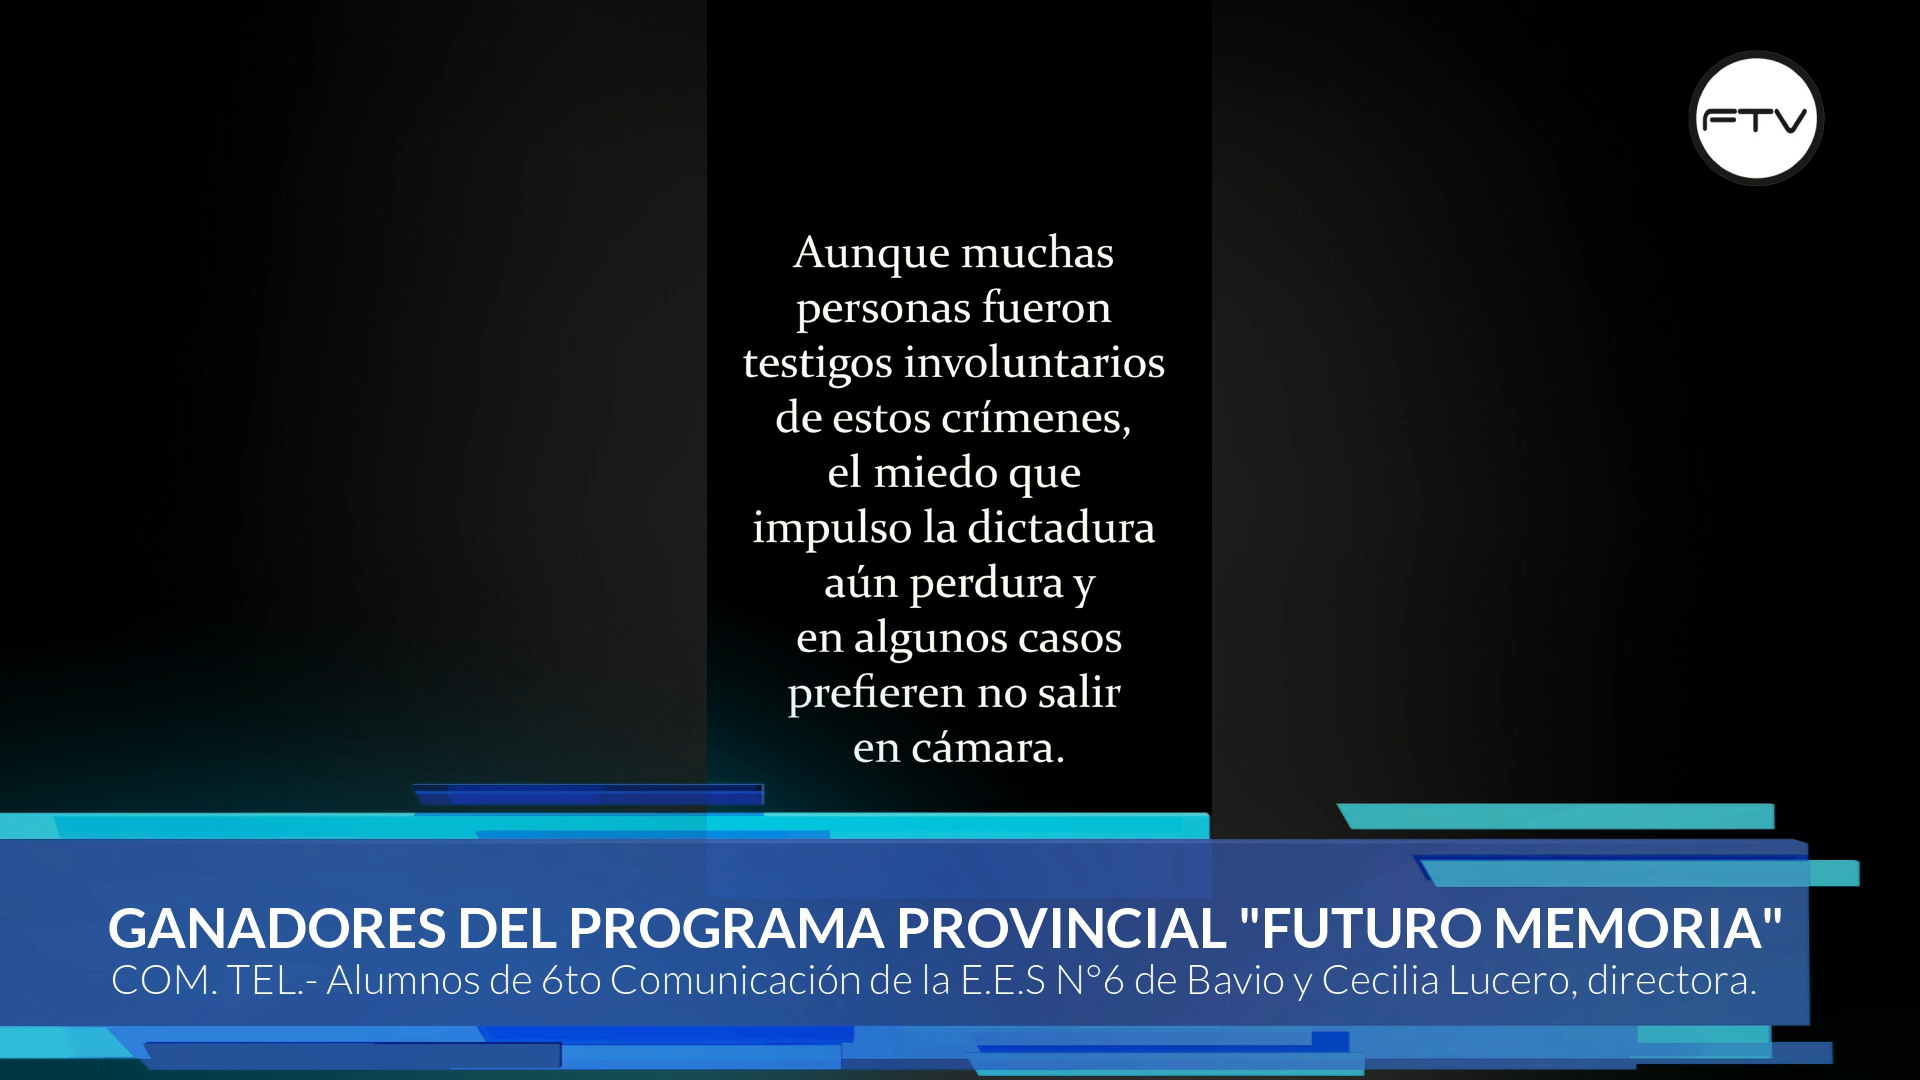 FTV
Aunque muchas
personas fueron
testigos involuntarios
de estos crímenes,
el miedo que
impulso la dictadura
aún perdura y
en algunos casos
prefieren no salir
en cámara.
GANADORES DEL PROGRAMA PROVINCIAL "FUTURO MEMORIA"
COM. TEL.- Alumnos de 6to Comunicación de la E.E.S N°6 de Bavio y Cecilia Lucero, directora.